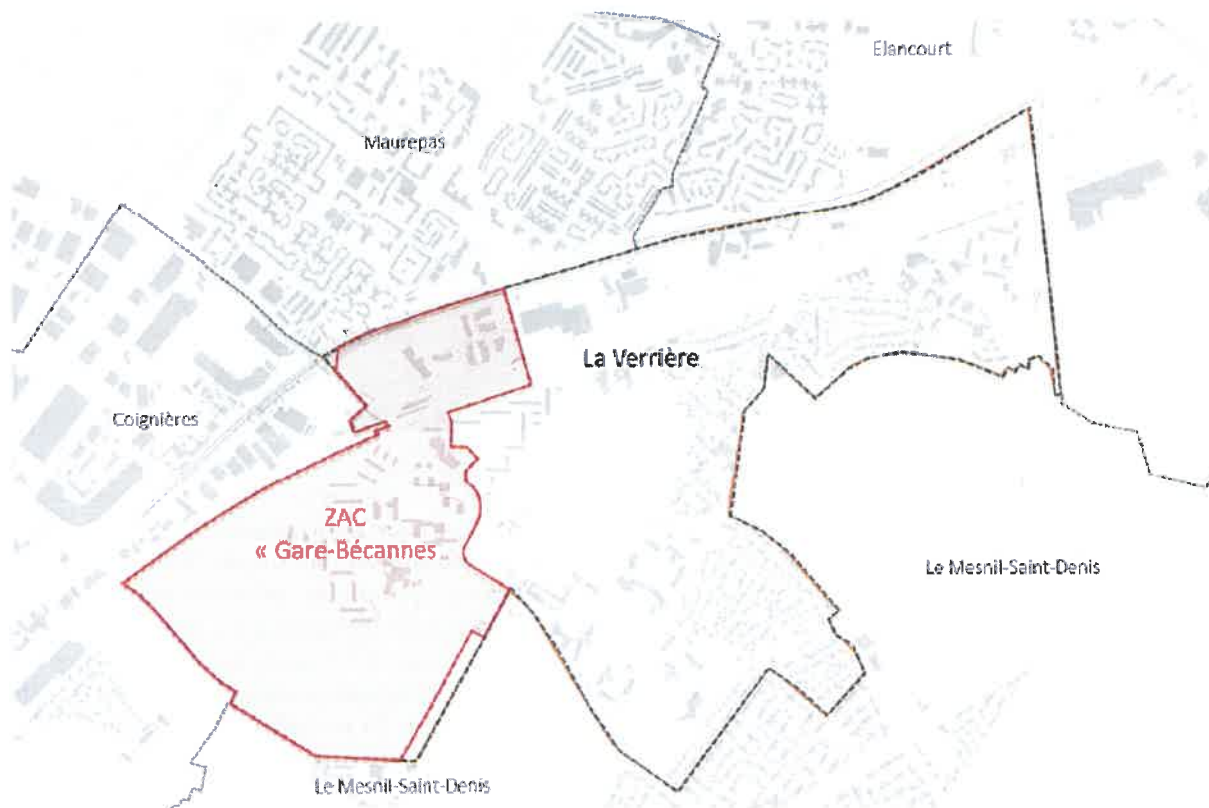 Elancourt
Maurepas
La Verrière
Coignières
ZAC
« Gare-Bécannes
Le Mesnil-Saint-Denis
Le Mesnil-Saint-Denis